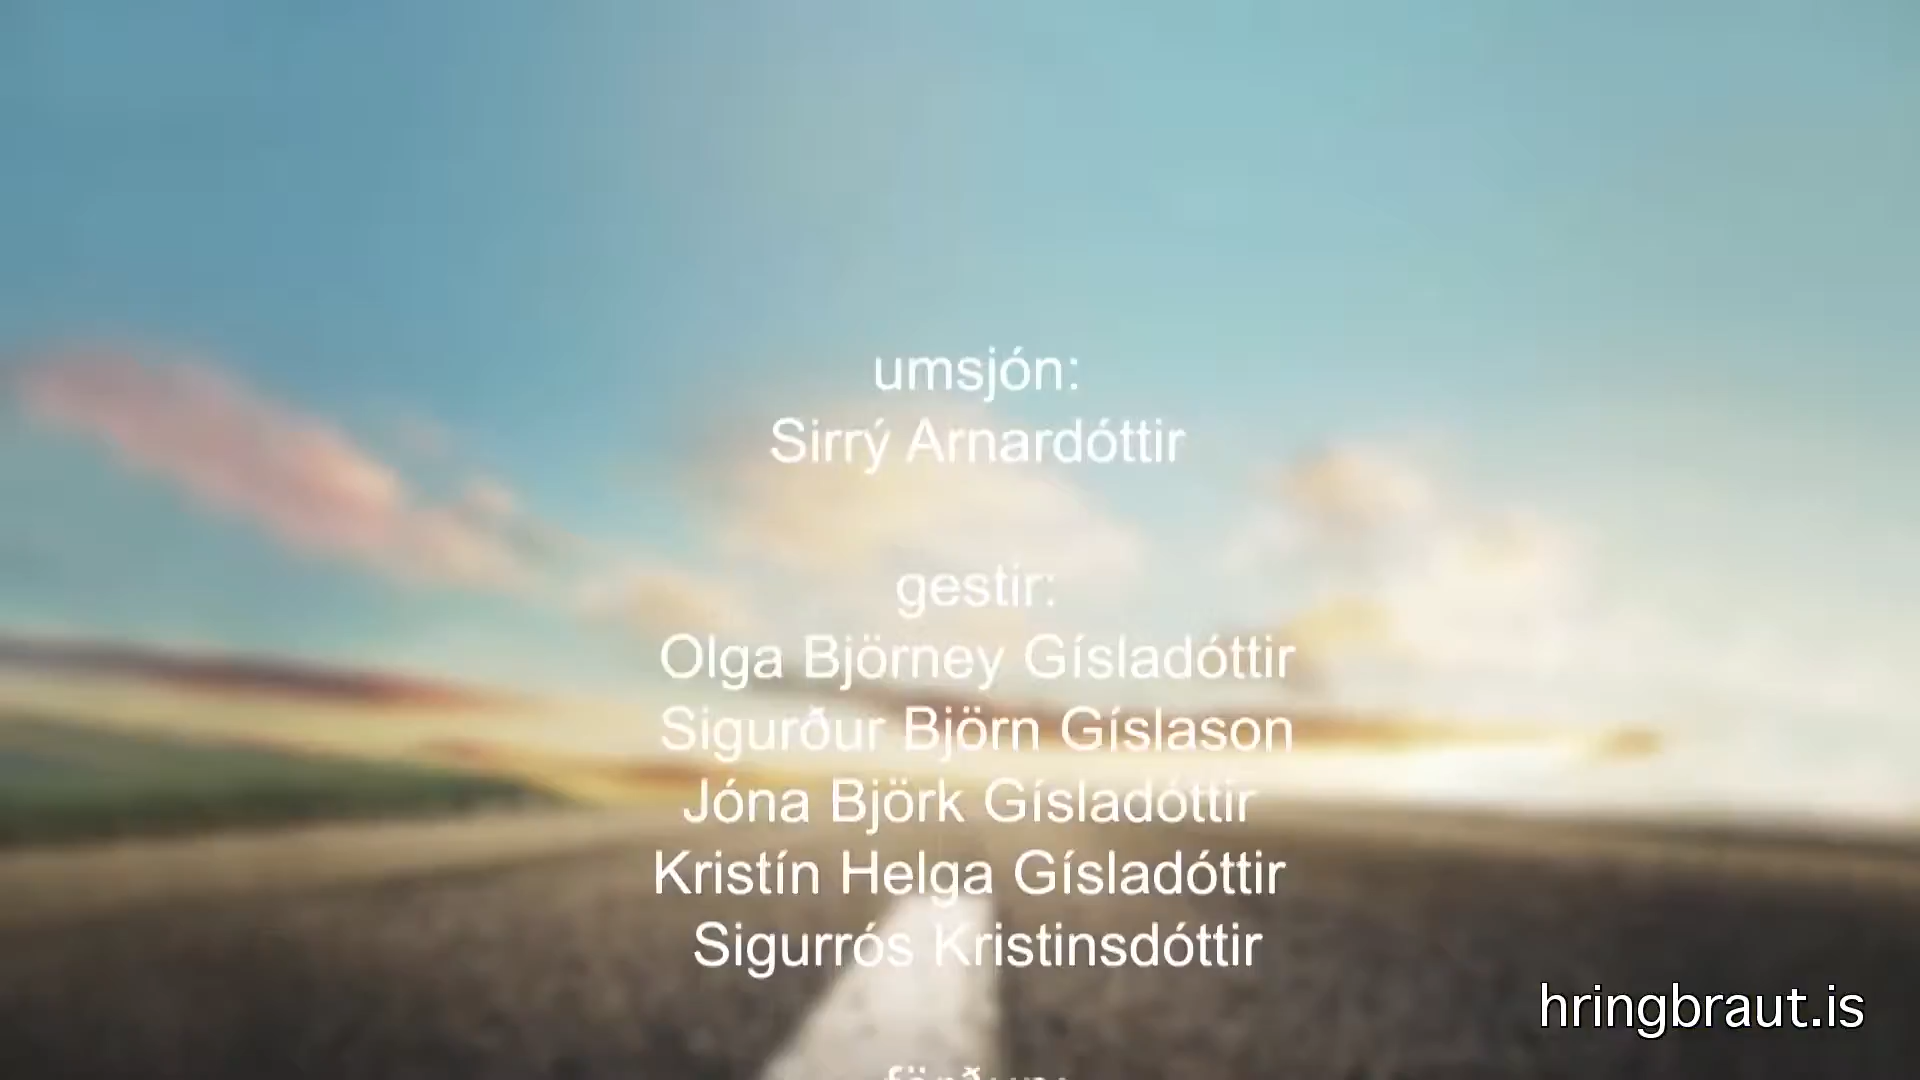 umsjón:
Sirrý Arnardóttir
gestir:
Olga Björney Gísladóttir
Sigurður Björn Gíslason
Jóna Björk Gísladóttir
Kristín Helga Gísladóttir
Sigurrós Kristinsdóttir
hringbraut.is